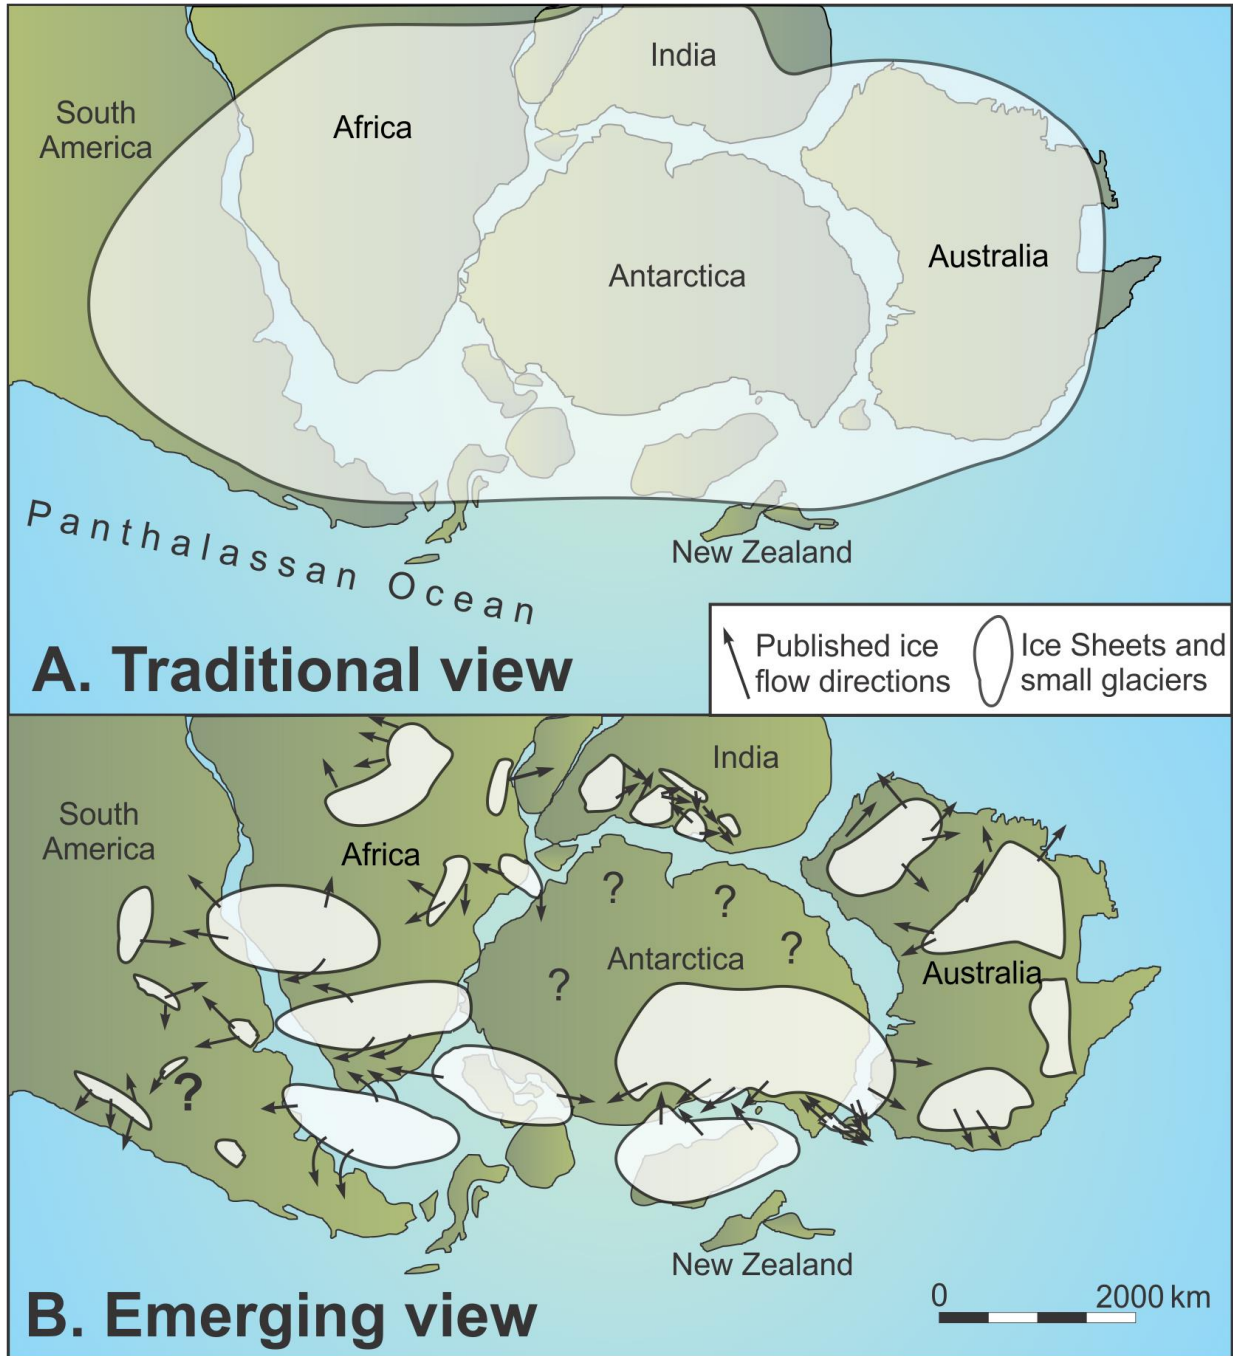 India
South
America
Africa
Australia
Antarctica
Panthalassan Ocean
New Zealand
A. Traditional view
Published ice
flow directions
Ice Sheets and
small glaciers
India
South
America
Africa
?
?
?
?
Antarctica
Australia
?
New Zealand
0 2000 km
B. Emerging view